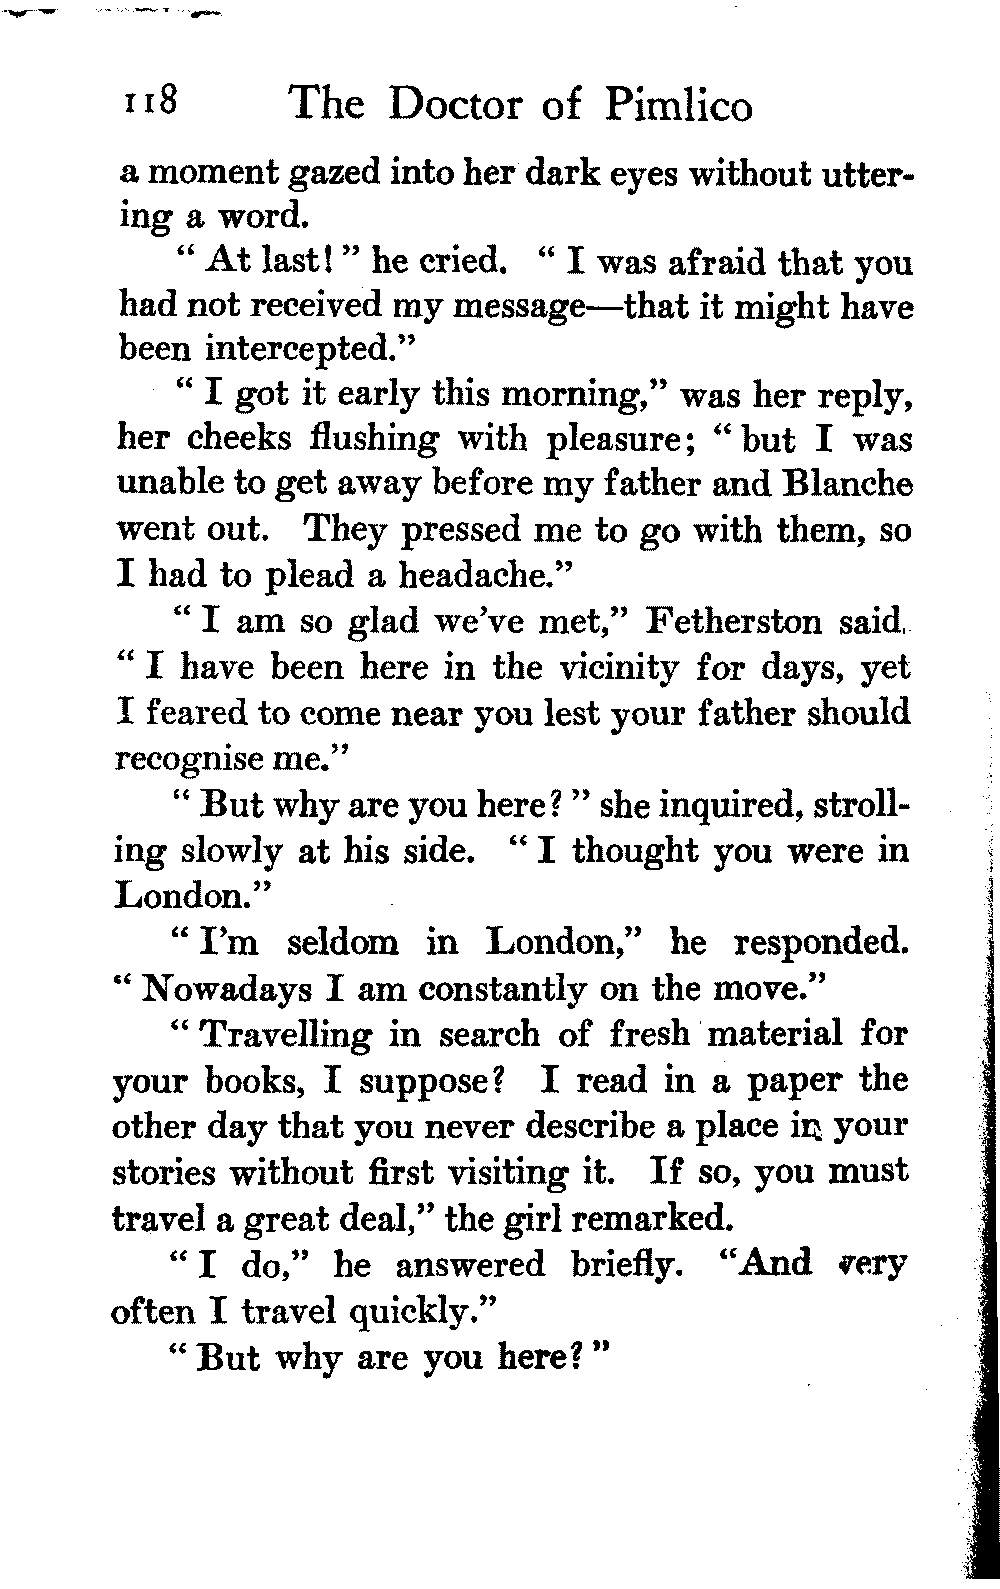 118 The Doctor of Pimlico
a moment gazed into her dark eyes without utter-
ing a word.
“ At last! ” he cried. “ I was afraid that you
had not received my message—that it might have
been intercepted.”
“ I got it early this morning,” was her reply,
her cheeks flushing with pleasure; “ but I was
unable to get away before my father and Blanche
went out. They pressed me to go with them, so
I had to plead a headache.”
“ I am so glad we’ve met,” Fetherston said.
“ I have been here in the vicinity for days, yet
I feared to come near you lest your father should
recognise me.”
“ But why are you here? ” she inquired, stroll-
ing slowly at his side. “ I thought you were in
London.”
“ I’m seldom in London,” he responded.
“ Nowadays I am constantly on the move.”
“ Travelling in search of fresh material for
your books, I suppose? I read in a paper the
other day that you never describe a place in your
stories without first visiting it. If so, you must
travel a great deal,” the girl remarked.
“ I do,” he answered briefly. “And very
often I travel quickly.”
“ But why are you here? ”